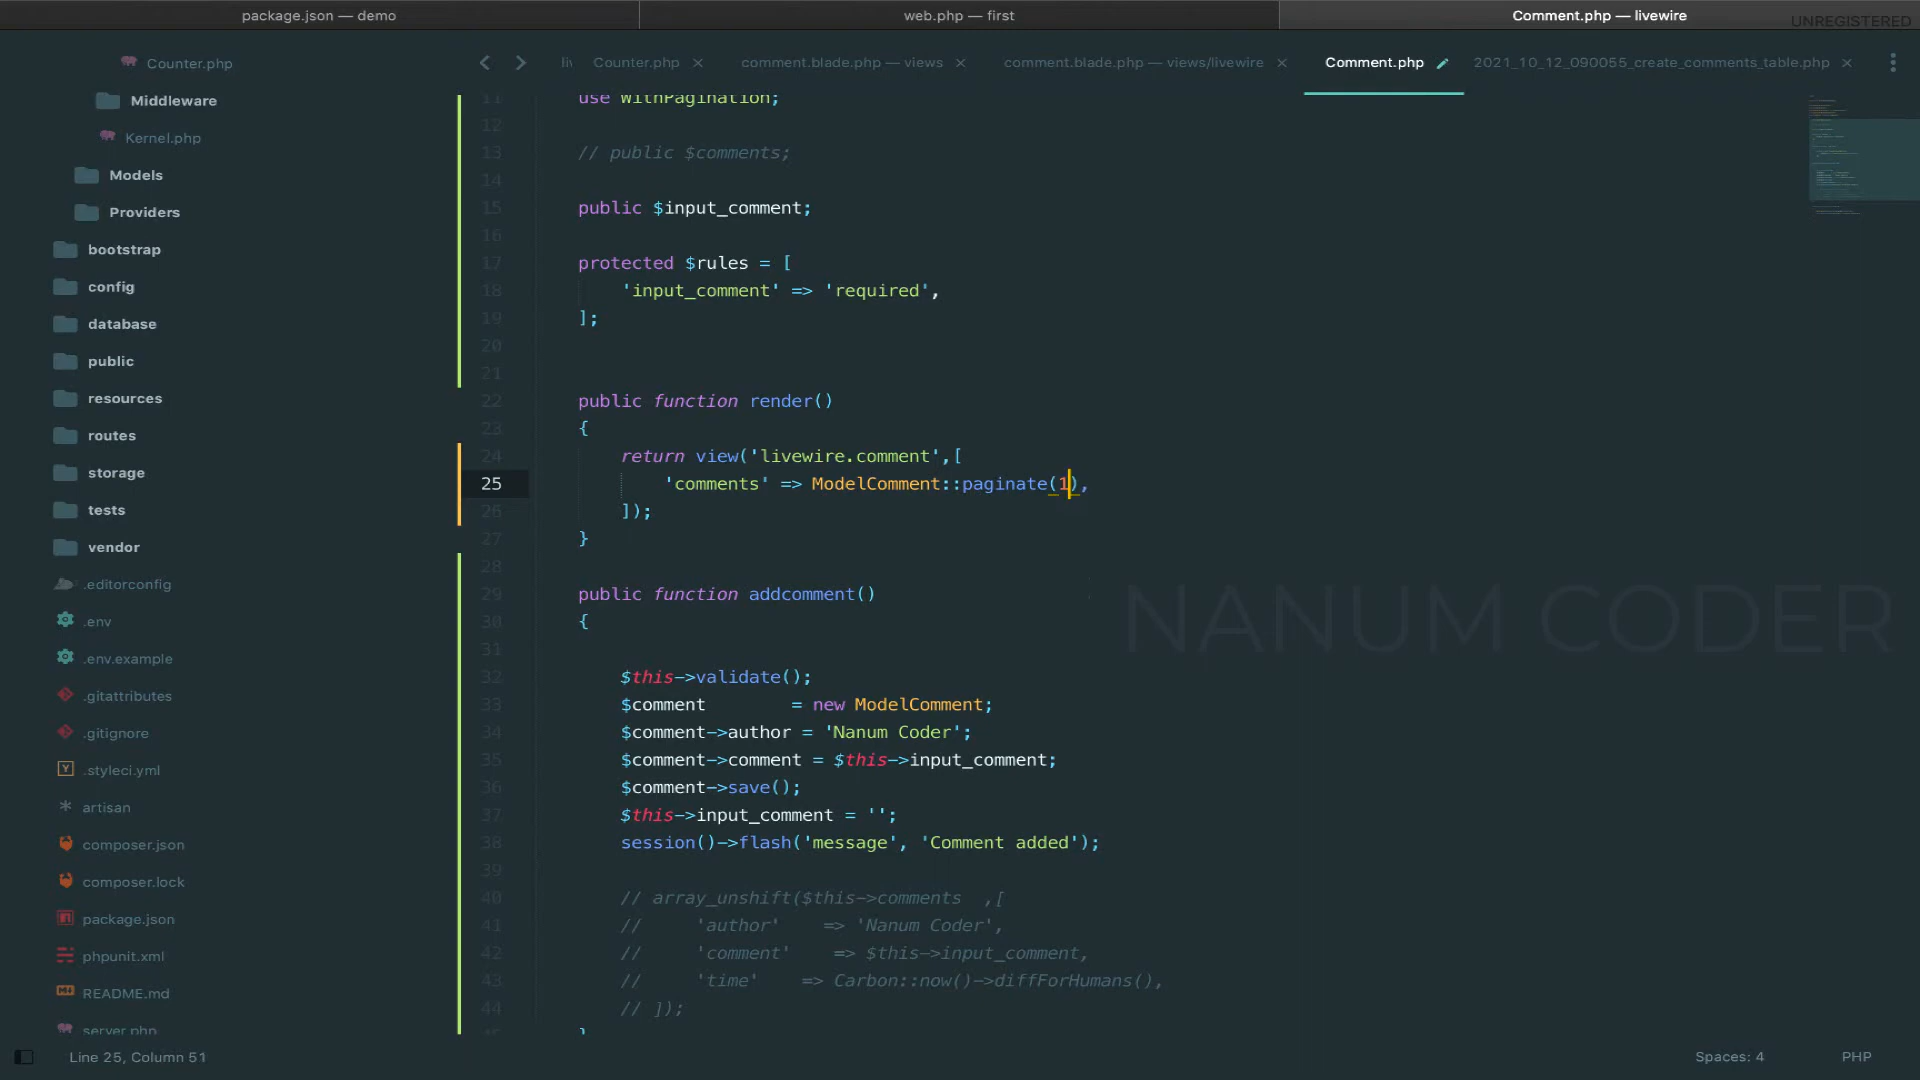 package.json — demo
web.php — first
Comment.php — livewire
UNREGISTERED
Counter.php
Middleware
Kernel.php
Models
Providers
bootstrap
config
database
public
resources
routes
storage
tests
vendor
.editorconfig
.env
.env.example
.gitattributes
.gitignore
.styleci.yml
artisan
composer.json
composer.lock
package.json
phpunit.xml
README.md
server.php
Counter.php
comment.blade.php — views
comment.blade.php — views/livewire
Comment.php
2021_10_12_090055_create_comments_table.php
11 use WithPagination;
12
13 // public $comments;
14
15 public $input_comment;
16
17 protected $rules = [
18 'input_comment' => 'required',
19 ];
20
21
22 public function render()
23 {
24 return view('livewire.comment',[
25 'comments' => ModelComment::paginate(1),
26 ]);
27 }
28
29 public function addcomment()
30 {
31
32 $this->validate();
33 $comment = new ModelComment;
34 $comment->author = 'Nanum Coder';
35 $comment->comment = $this->input_comment;
36 $comment->save();
37 $this->input_comment = '';
38 session()->flash('message', 'Comment added');
39
40 // array_unshift($this->comments ,[
41 // 'author' => 'Nanum Coder',
42 // 'comment' => $this->input_comment,
43 // 'time' => Carbon::now()->diffForHumans(),
44 // ]);
NANUM CODER
Line 25, Column 51
Spaces: 4
PHP